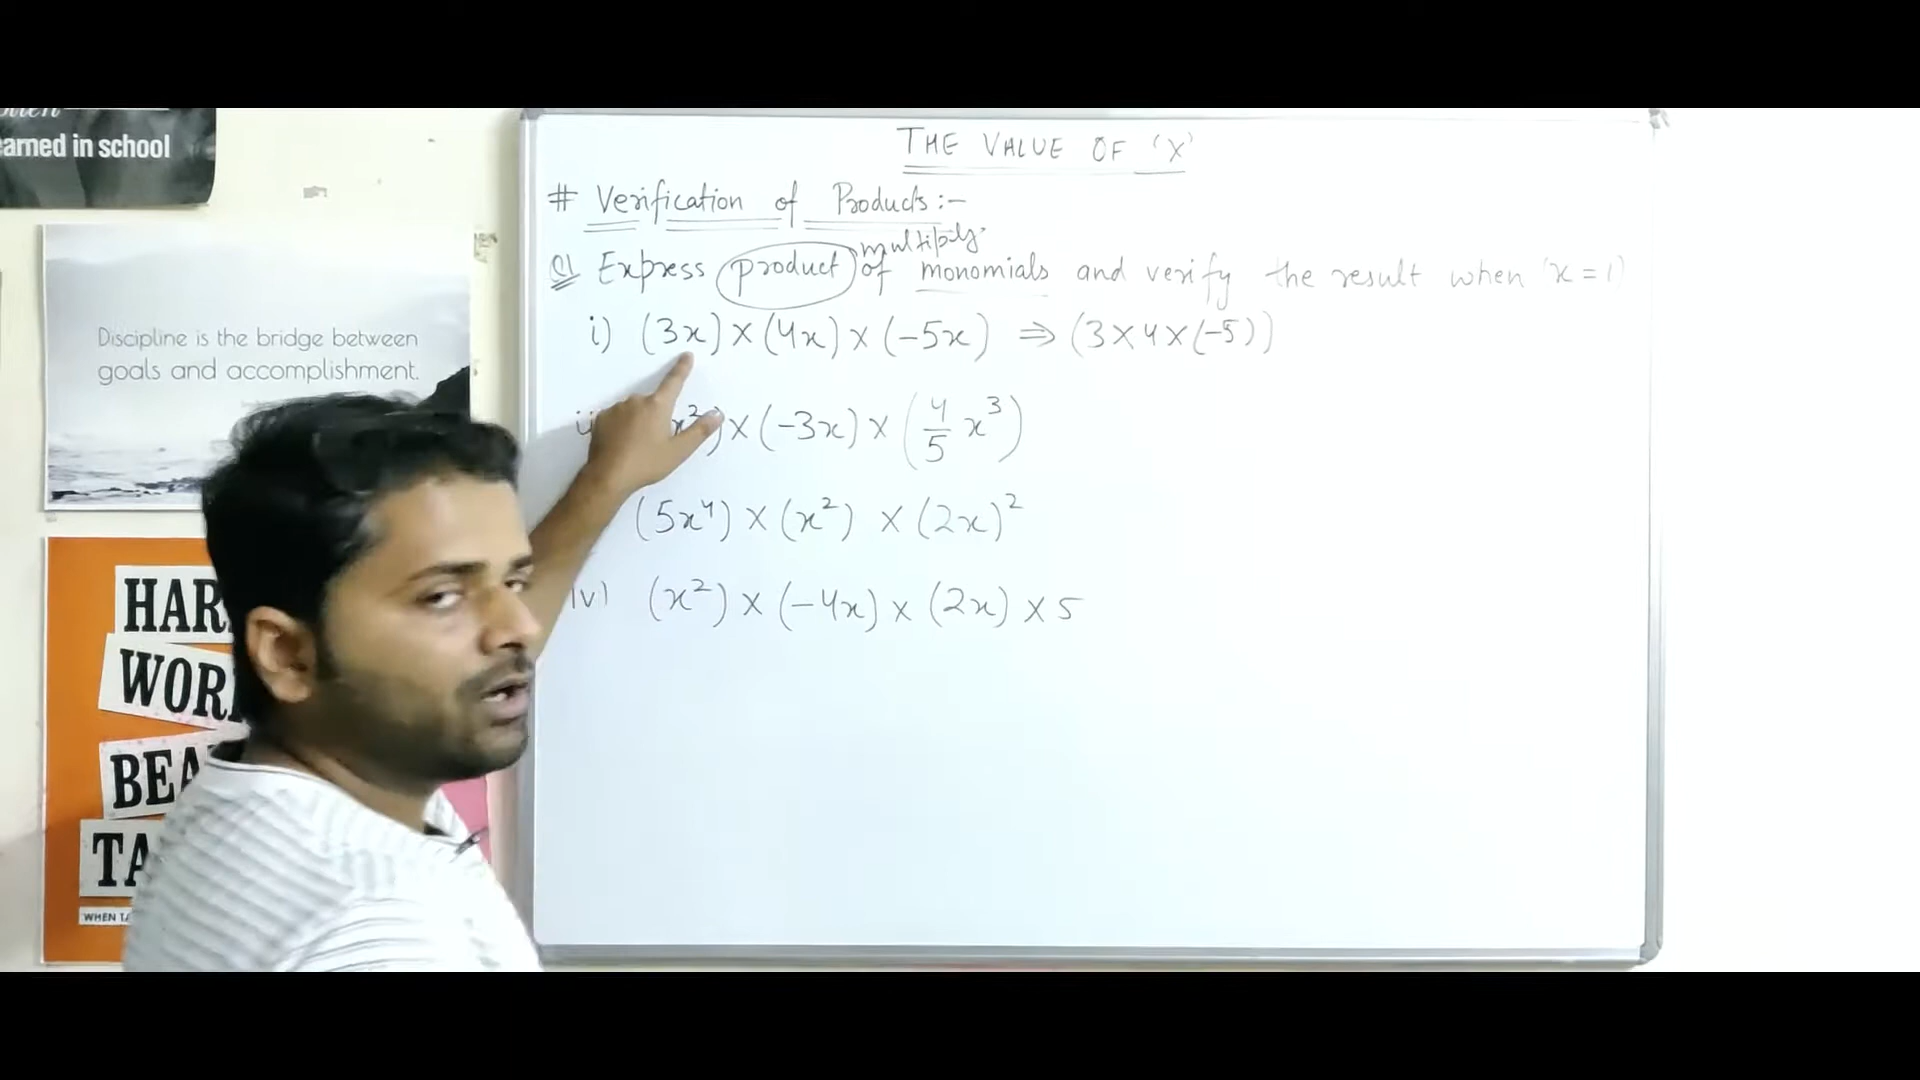 earned in school
THE VALUE OF 'X'
# Verification of Products:-
multiply
Q1 Express product of monomials and verify the result when 'x = 1'
i) (3x) × (4x) × (-5x) ⇒ (3 × 4 × (-5))
x²) × (-3x) × (4/5 x³)
(5x⁴) × (x²) × (2x)²
iv) (x²) × (-4x) × (2x) × 5
Discipline is the bridge between
goals and accomplishment.
HAR
WOR
BEA
TA
WHEN TA